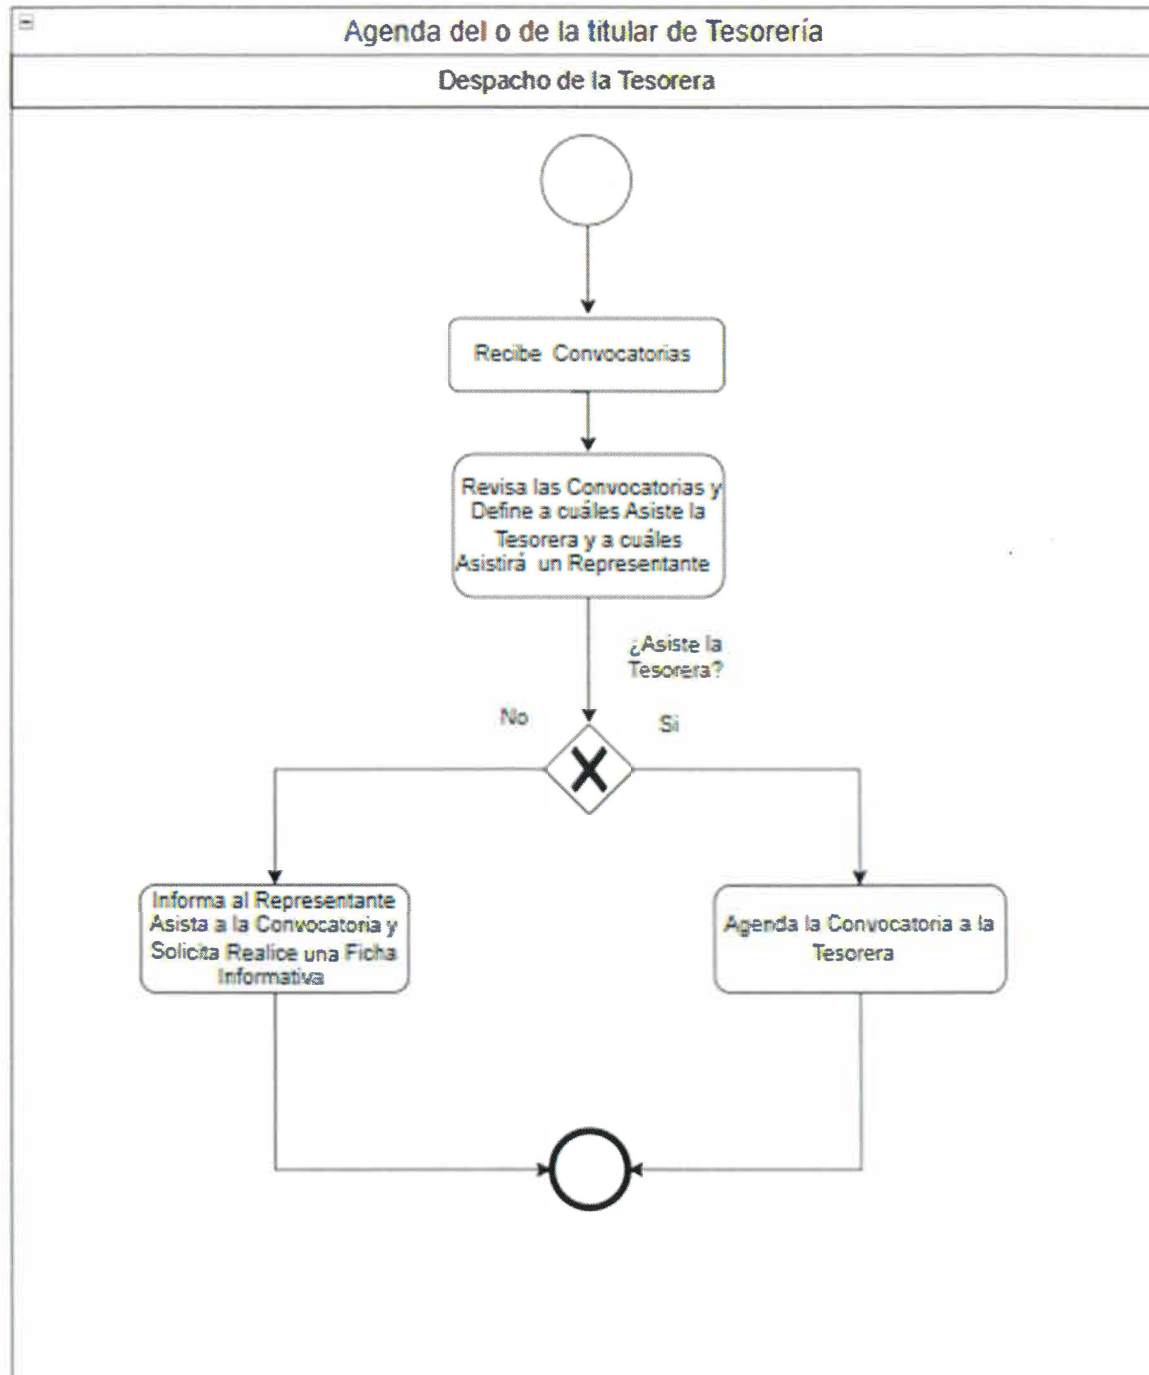 Agenda del o de la titular de Tesorería
Despacho de la Tesorera
Recibe Convocatorias
Revisa las Convocatorias y
Define a cuáles Asiste la
Tesorera y a cuáles
Asistirá un Representante
¿Asiste la
Tesorera?
No
Si
Informa al Representante
Asista a la Convocatoria y
Solicita Realice una Ficha
Informativa
Agenda la Convocatoria a la
Tesorera